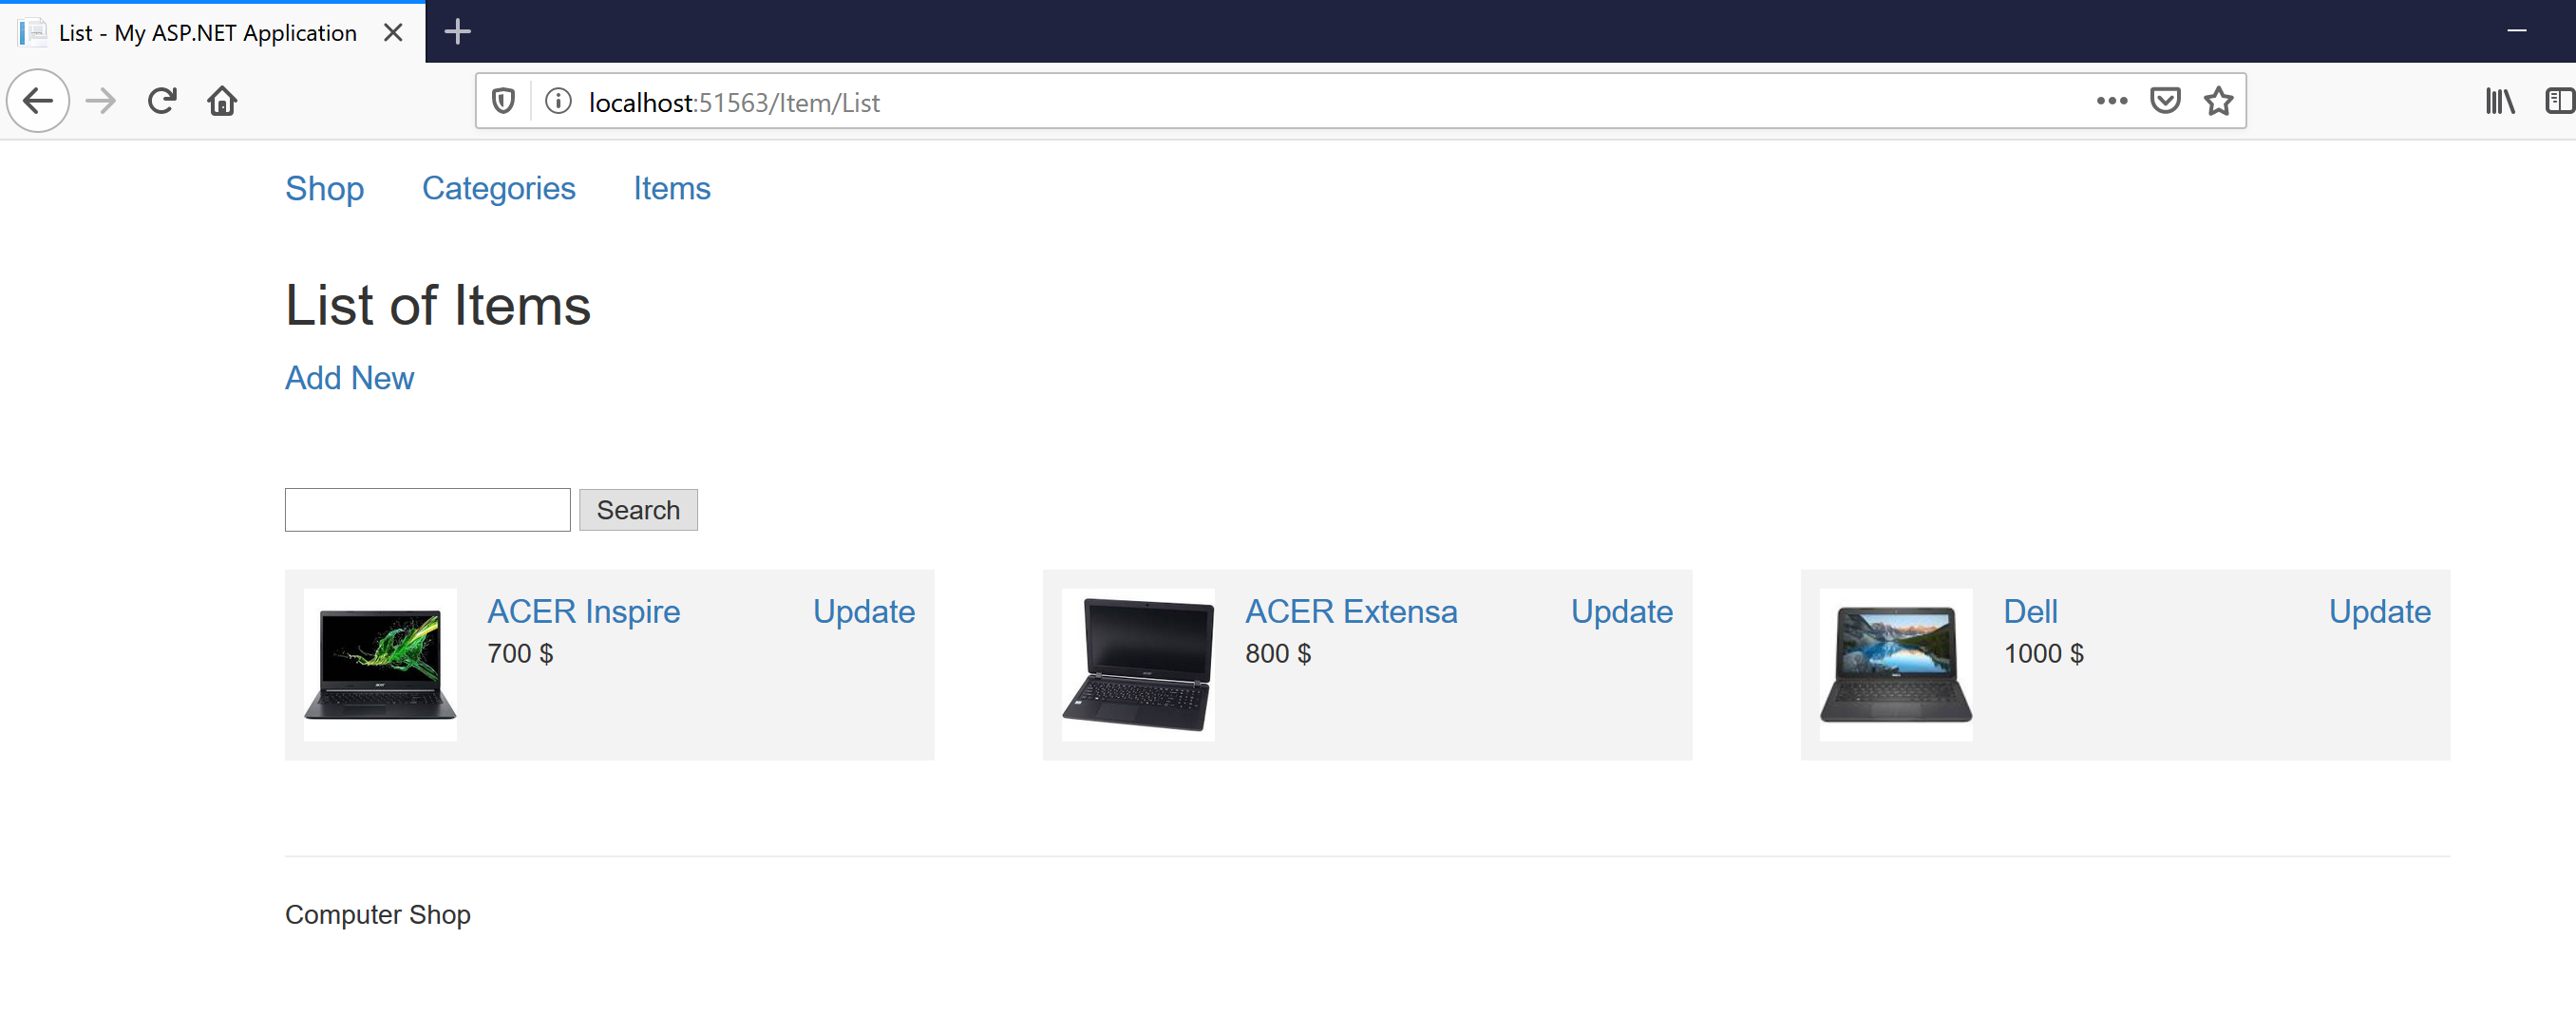 List - My ASP.NET Application
localhost:51563/Item/List
Shop Categories Items
List of Items
Add New
Search
ACER Inspire Update
700 $
ACER Extensa Update
800 $
Dell Update
1000 $
Computer Shop